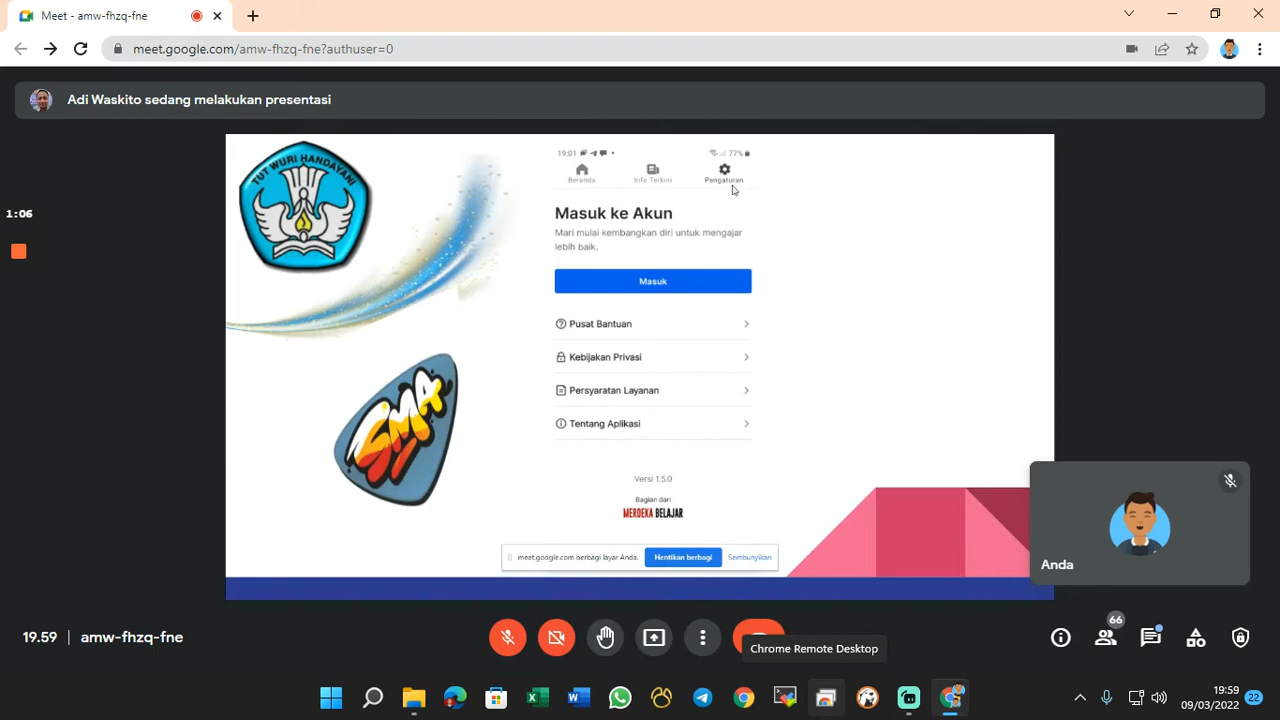 Meet - amw-fhzq-fne
meet.google.com/amw-fhzq-fne?authuser=0
Adi Waskito sedang melakukan presentasi
1:06
TUT WURI HANDAYANI
19:01
77%
Beranda
Info Terkini
Pengaturan
Masuk ke Akun
Mari mulai kembangkan diri untuk mengajar
lebih baik.
Masuk
Pusat Bantuan
Kebijakan Privasi
Persyaratan Layanan
Tentang Aplikasi
Versi 1.5.0
Bagian dari
MERDEKA BELAJAR
meet.google.com berbagi layar Anda.
Hentikan berbagi
Sembunyikan
Anda
19.59
amw-fhzq-fne
66
Chrome Remote Desktop
19:59
09/03/2022
22